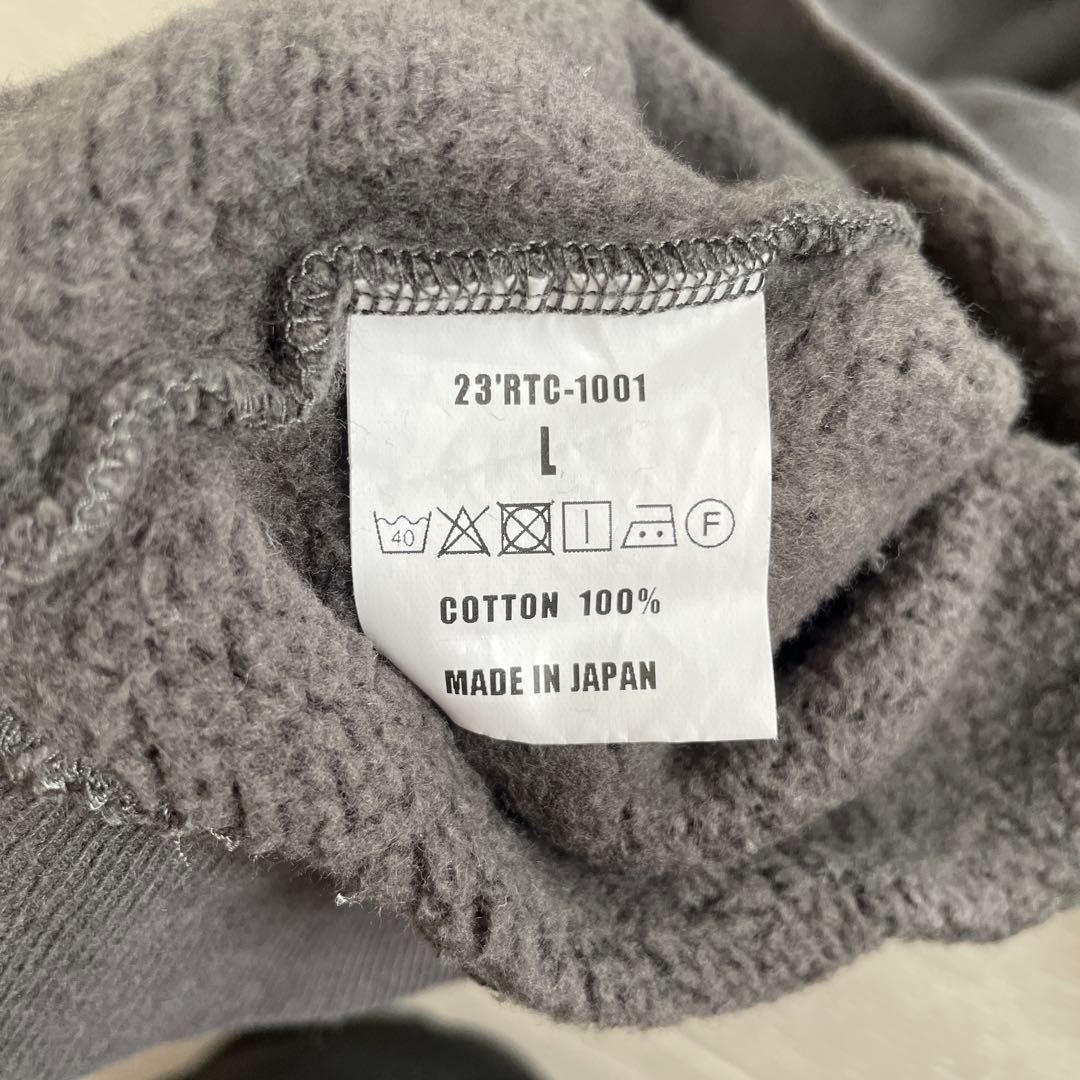 23'RTC-1001
L
40 F
COTTON 100%
MADE IN JAPAN